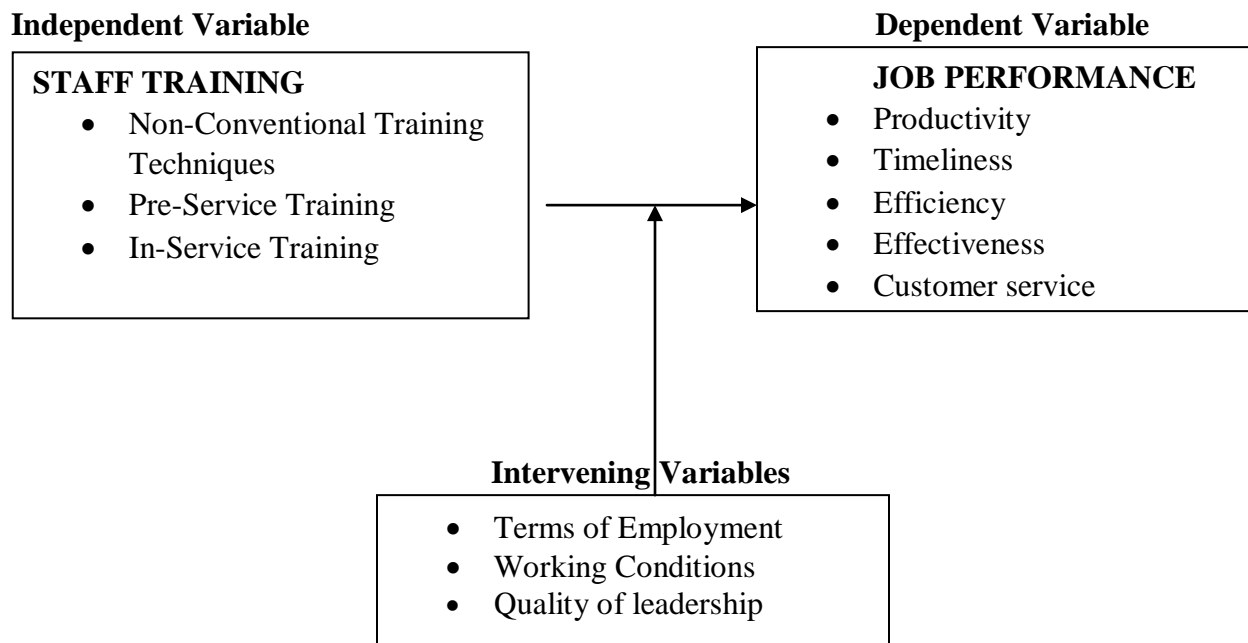 Independent Variable
Dependent Variable
STAFF TRAINING
• Non-Conventional Training
Techniques
• Pre-Service Training
• In-Service Training
JOB PERFORMANCE
• Productivity
• Timeliness
• Efficiency
• Effectiveness
• Customer service
Intervening Variables
• Terms of Employment
• Working Conditions
• Quality of leadership